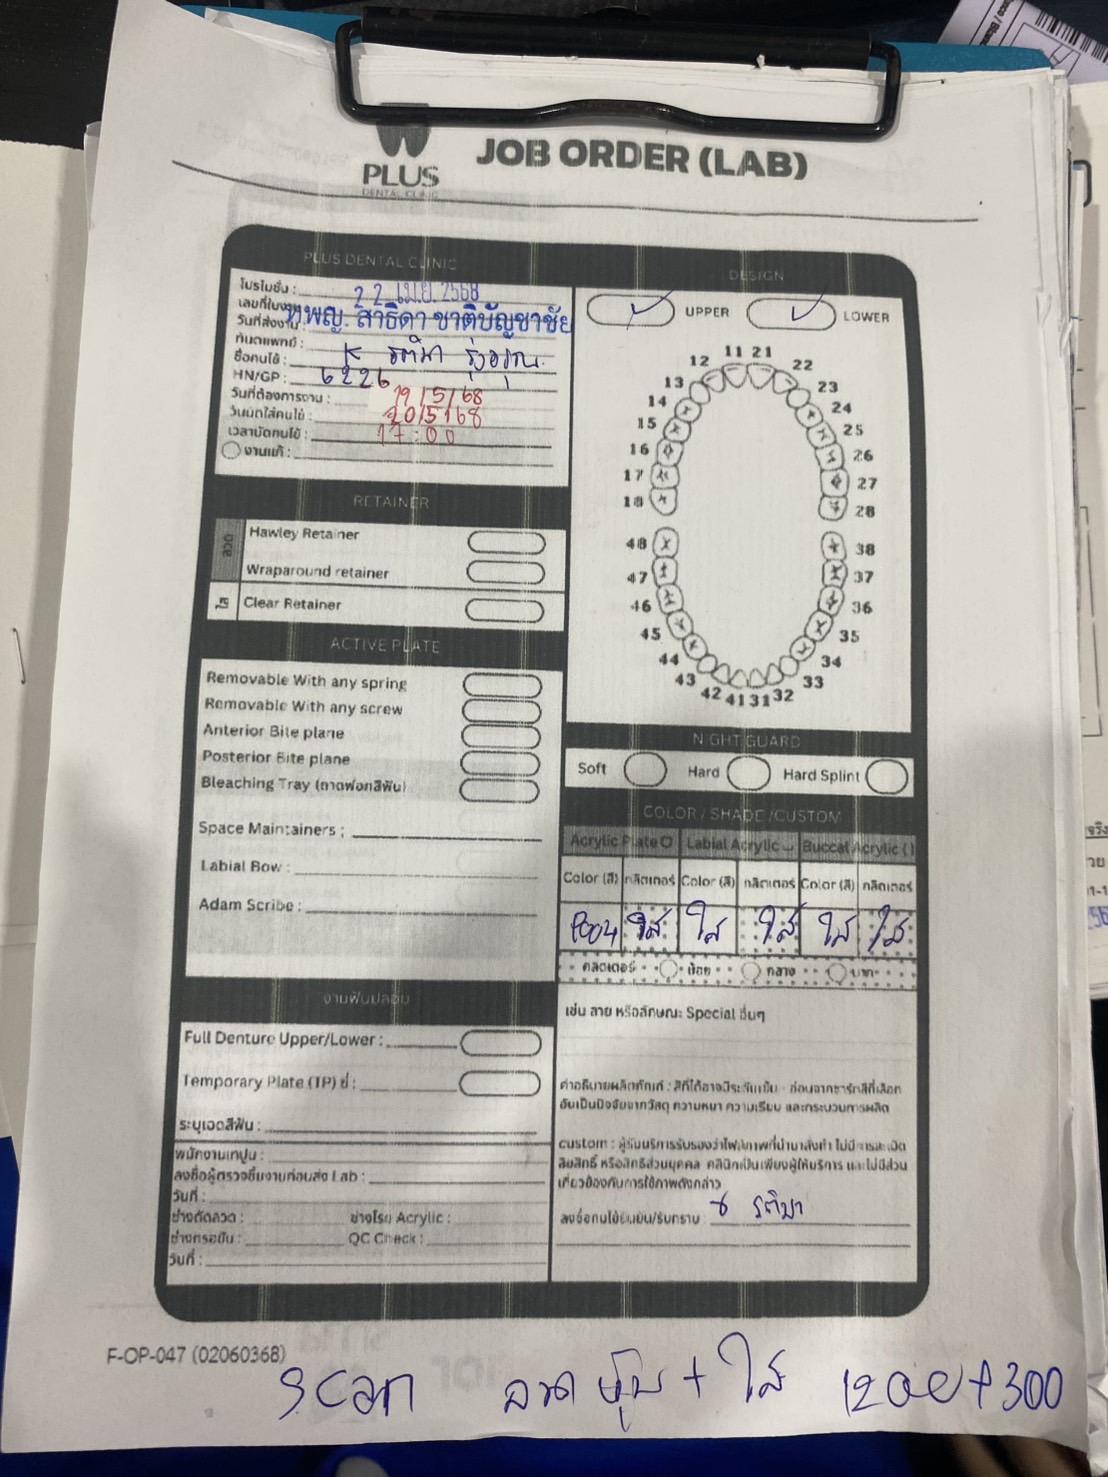 PLUS
DENTAL CLINIC
JOB ORDER (LAB)
PLUS DENTAL CLINIC
โปรโมชั่น :
22 เม.ย. 2568
เลขที่ใบงาน
ทพญ. สาธิดา ชาติบัญชาชัย
วันที่ส่งงาน
ทันตแพทย์ :
ชื่อคนไข้ : K รติมา รุ่งอรุณ
HN/GP : 6226
วันที่ต้องการงาน : 19/5/68
วันนัดใส่คนไข้ : 20/5/68
เวลานัดคนไข้ : 17:00
งานแก้ :
DESIGN
UPPER
LOWER
11 21
12 22
13 23
14 24
15 25
16 26
17 27
18 28
48 38
47 37
46 36
45 35
44 34
43 33
42 41 31 32
RETAINER
ลวด
Hawley Retainer
Wraparound retainer
ใส
Clear Retainer
ACTIVE PLATE
Removable With any spring
Removable With any screw
Anterior Bite plane
Posterior Bite plane
Bleaching Tray (ถาดฟอกสีฟัน)
Space Maintainers :
Labial Bow :
Adam Scribe :
NIGHT GUARD
Soft Hard Hard Splint
COLOR / SHADE /CUSTOM
Acrylic Plate Labial Acrylic Buccal Acrylic ( )
Color (สี) กลิตเตอร์ Color (สี) กลิตเตอร์ Color (สี) กลิตเตอร์
P004 ใส ใส ใส ใส ใส
กลิตเตอร์ น้อย กลาง มาก
เช่น ลาย หรือลักษณะ Special อื่นๆ
งานฟันปลอม
Full Denture Upper/Lower :
Temporary Plate (TP) ซี่ :
ระบุเฉดสีฟัน :
พนักงานเทปูน :
ลงชื่อผู้ตรวจชิ้นงานก่อนส่ง Lab :
วันที่ :
ช่างดัดลวด : ช่างโรย Acrylic :
ช่างกรอขัด : QC Check :
วันที่ :
คำอธิบายผลิตภัณฑ์ : สีที่ได้อาจมีระดับเข้ม - อ่อนจากชาร์ทสีที่เลือก
อันเป็นปัจจัยจากวัสดุ ความหนา ความเรียบ และกระบวนการผลิต
custom : ผู้รับบริการรับรองว่าไฟล์ภาพที่นำมาสั่งทำ ไม่มีการละเมิด
ลิขสิทธิ์ หรือสิทธิส่วนบุคคล คลินิกเป็นเพียงผู้ให้บริการ และไม่มีส่วน
เกี่ยวข้องกับการใช้ภาพดังกล่าว
ลงชื่อคนไข้ยืนยัน/รับทราบ : รติมา
F-OP-047 (02060368)
Scan ลวด นุ่ม + ใส 1200+300